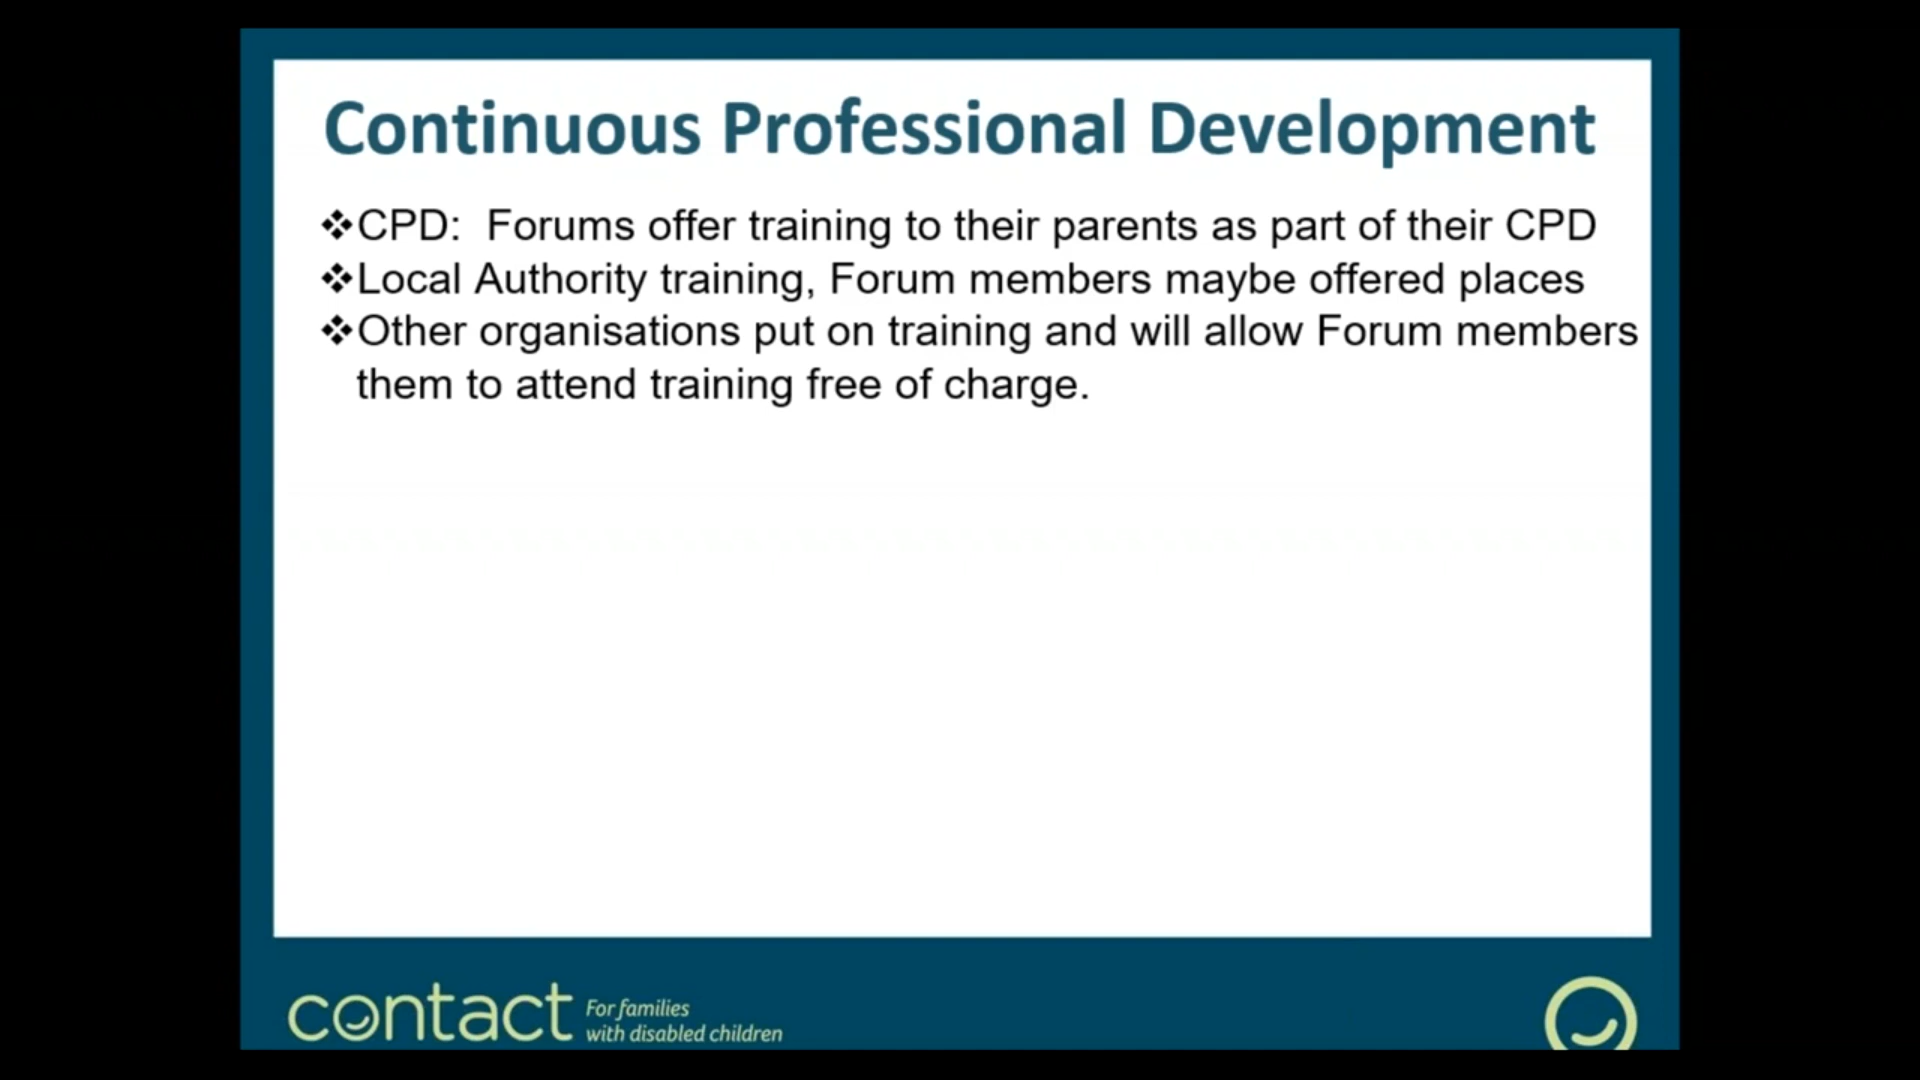 Continuous Professional Development
❖CPD:  Forums offer training to their parents as part of their CPD
❖Local Authority training, Forum members maybe offered places
❖Other organisations put on training and will allow Forum members
them to attend training free of charge.
contact For families
with disabled children